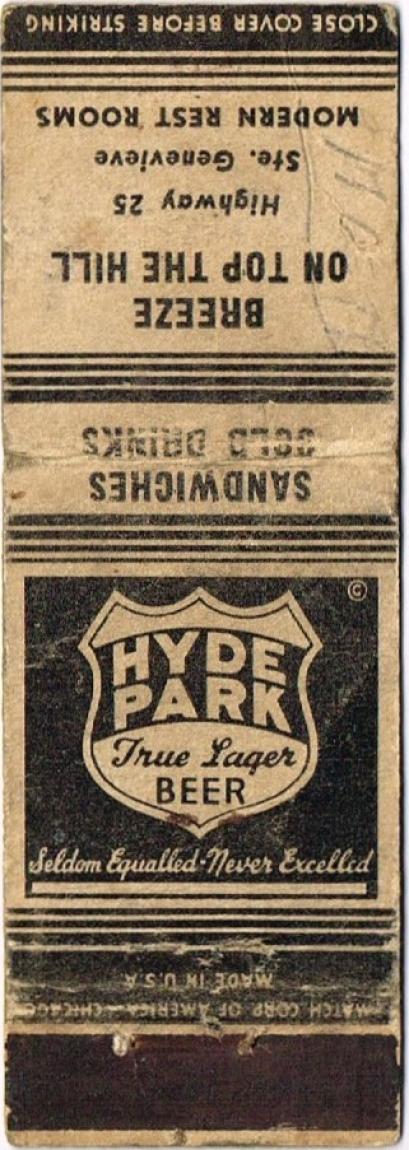 CLOSE COVER BEFORE STRIKING
BREEZE
ON TOP THE HILL
Highway 25
Ste. Genevieve
MODERN REST ROOMS
SANDWICHES
COLD DRINKS
©
HYDE
PARK
True Lager
BEER
Seldom Equalled-Never Excelled
MATCH CORP. OF AMERICA-CHICAGO
MADE IN U.S.A.